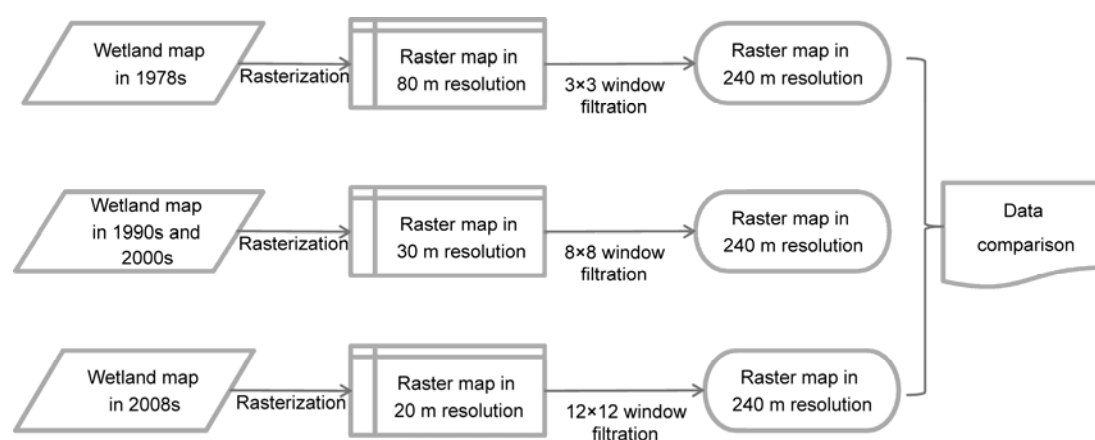 Wetland map
in 1978s
Rasterization
Raster map in
80 m resolution
3×3 window
filtration
Raster map in
240 m resolution
Wetland map
in 1990s and
2000s
Rasterization
Raster map in
30 m resolution
8×8 window
filtration
Raster map in
240 m resolution
Data
comparison
Wetland map
in 2008s
Rasterization
Raster map in
20 m resolution
12×12 window
filtration
Raster map in
240 m resolution